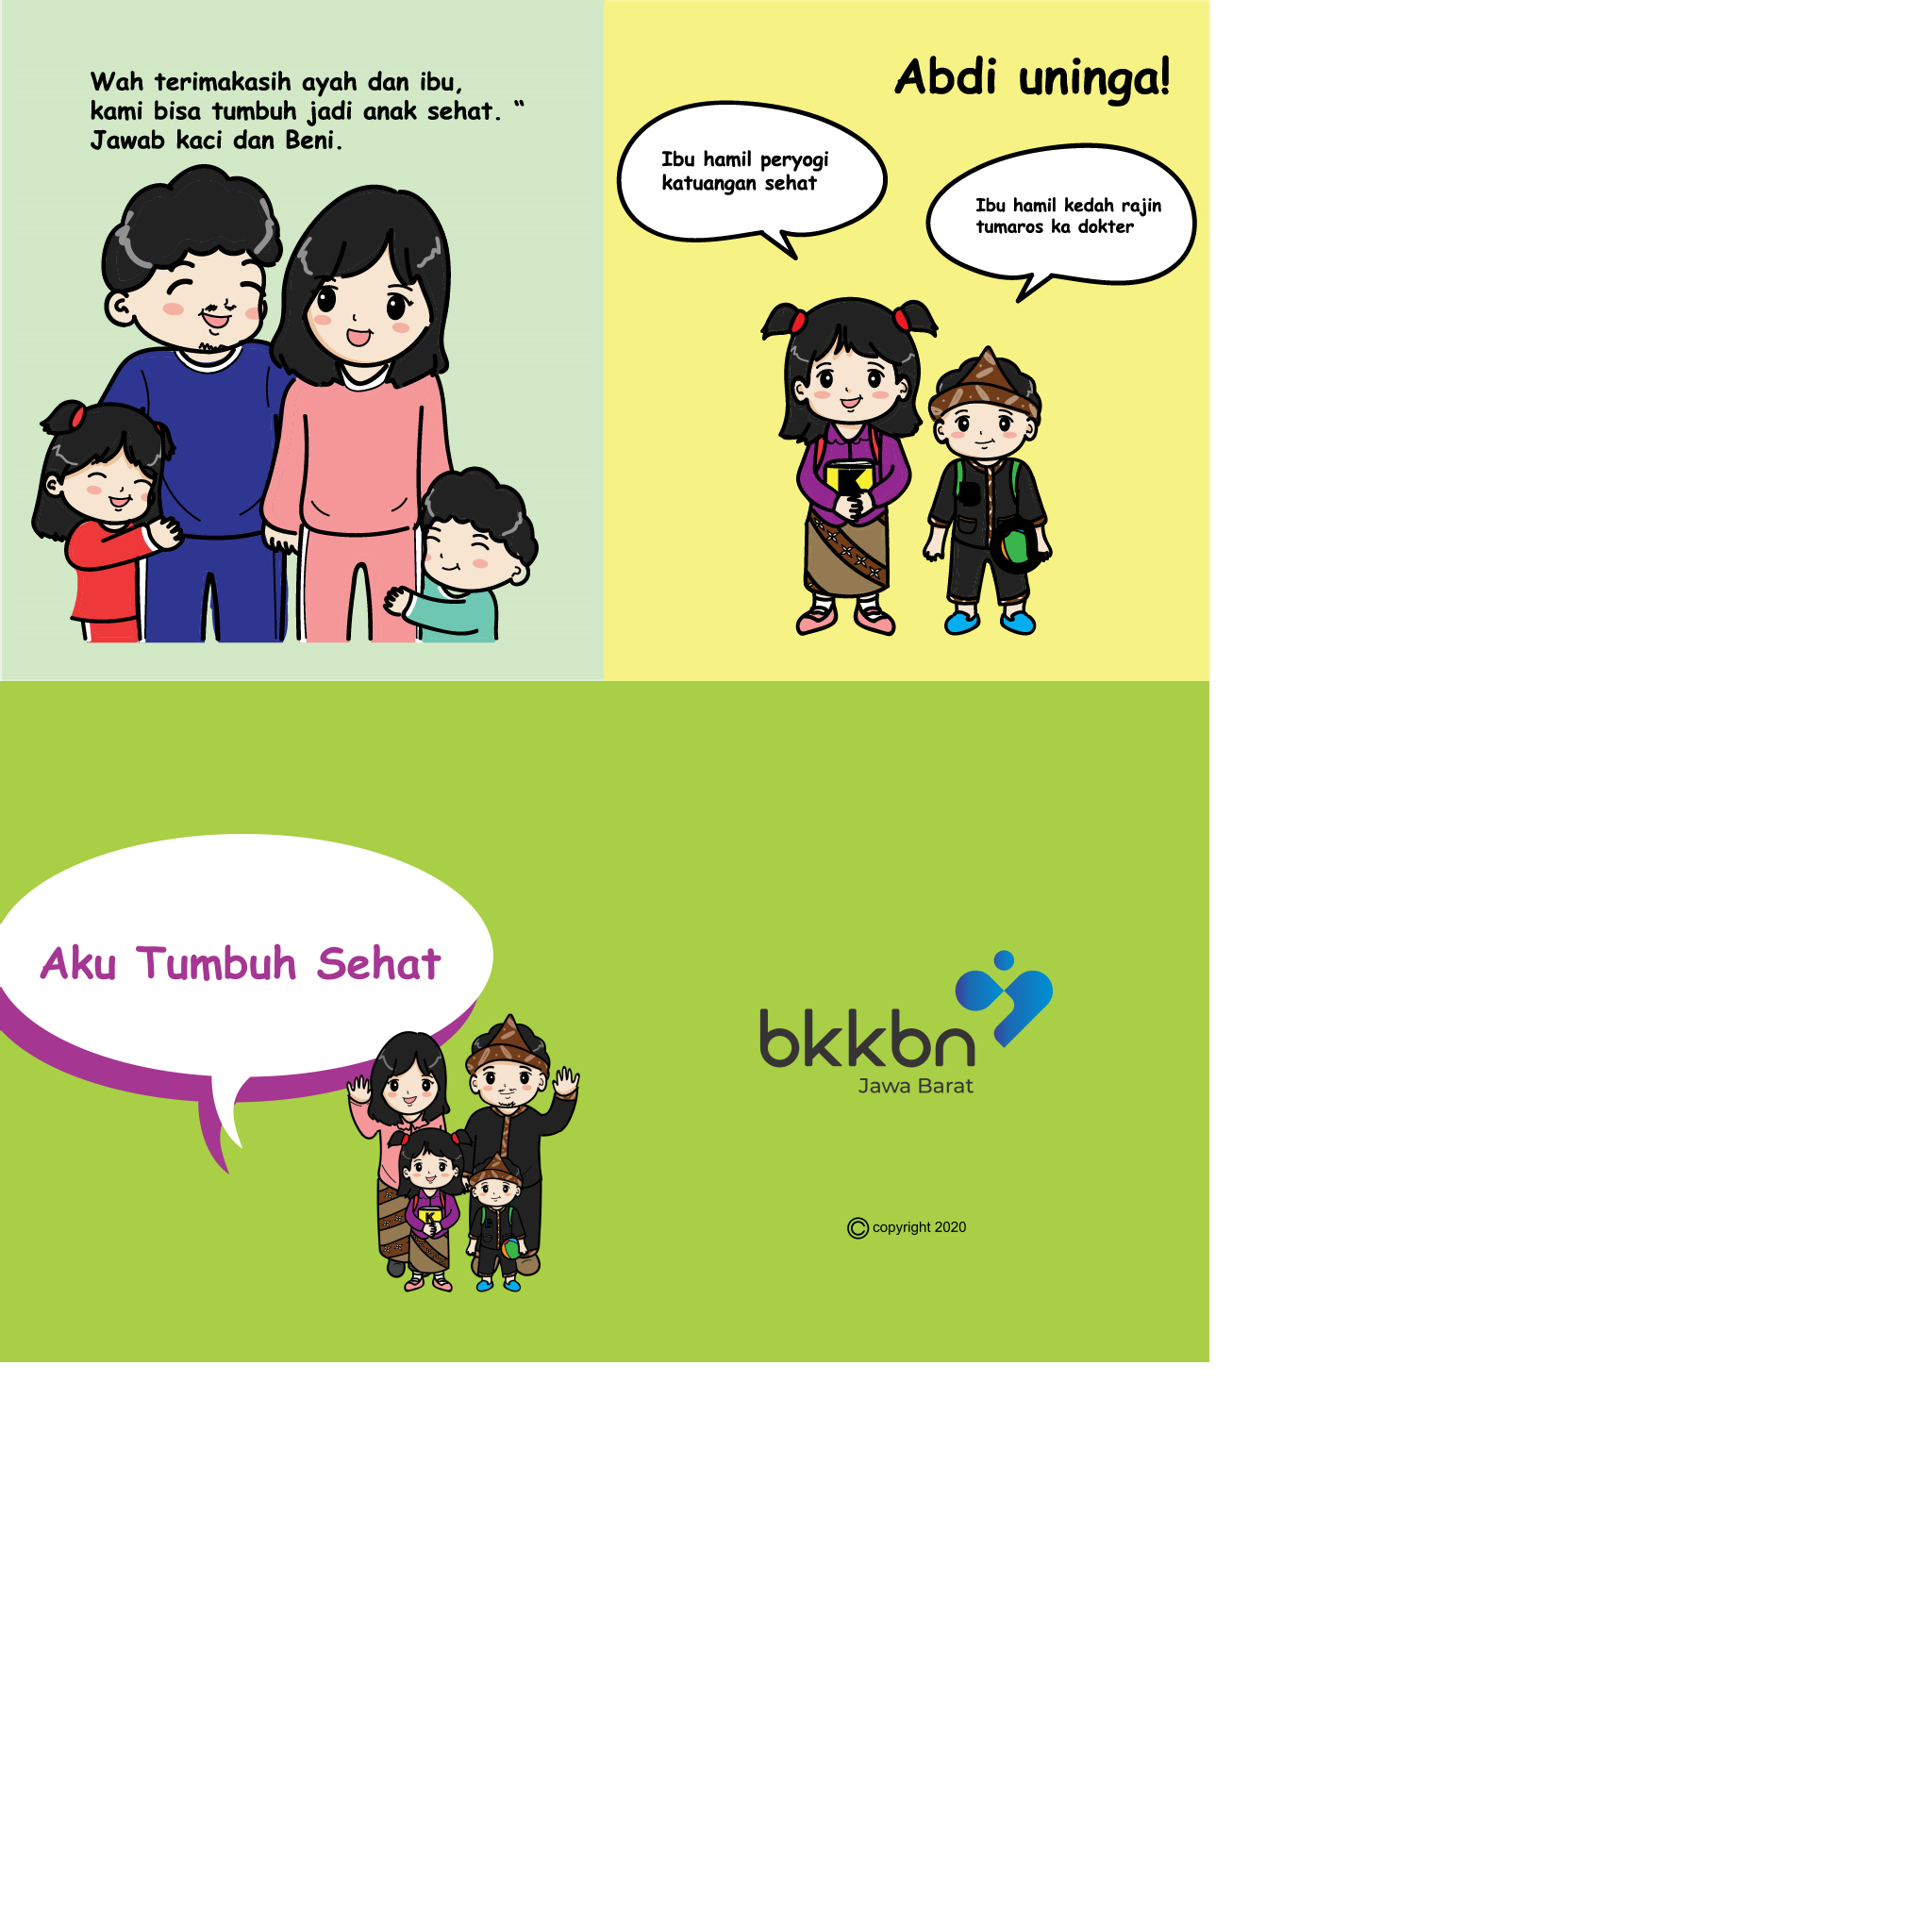 Wah terimakasih ayah dan ibu,
kami bisa tumbuh jadi anak sehat. “
Jawab kaci dan Beni.
Abdi uninga!
Ibu hamil peryogi
katuangan sehat
Ibu hamil kedah rajin
tumaros ka dokter
K
Aku Tumbuh Sehat
K
bkkbn
Jawa Barat
© copyright 2020